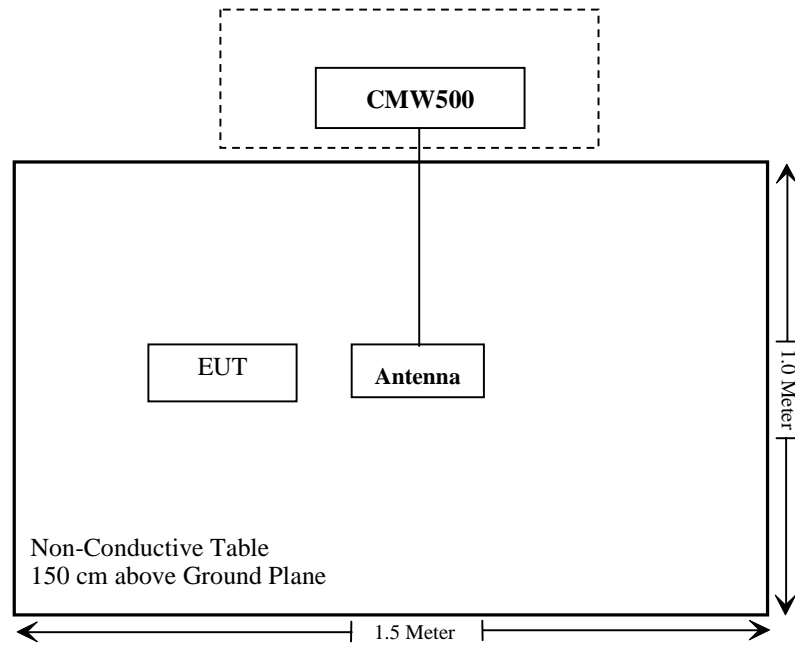 CMW500
EUT
Antenna
1.0 Meter
Non-Conductive Table
150 cm above Ground Plane
1.5 Meter